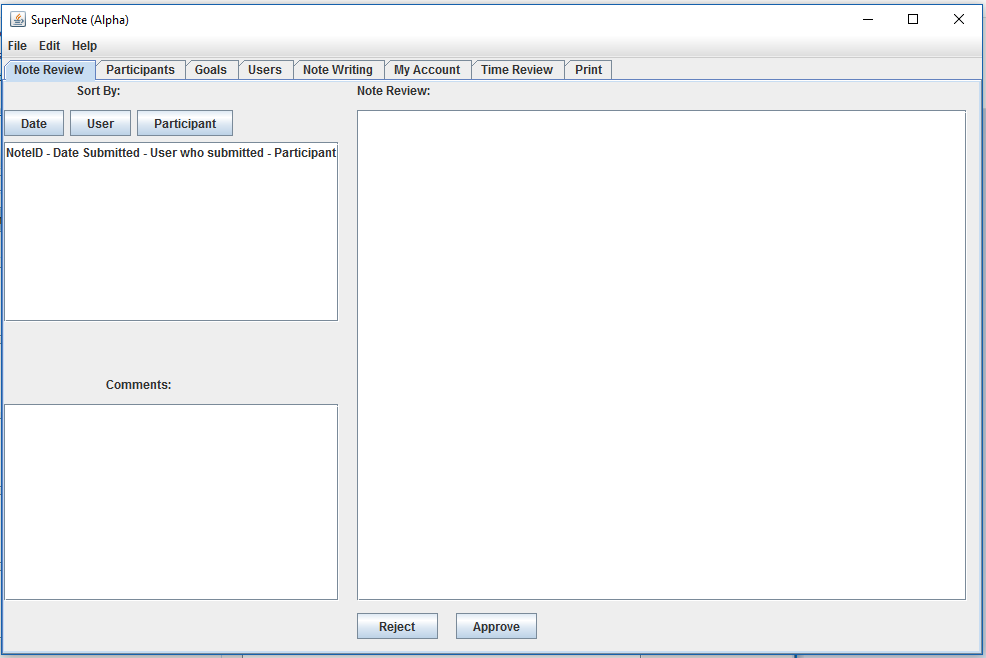 SuperNote (Alpha)
File Edit Help
Note Review Participants Goals Users Note Writing My Account Time Review Print
Sort By:
Note Review:
Date User Participant
NoteID - Date Submitted - User who submitted - Participant
Comments:
Reject Approve